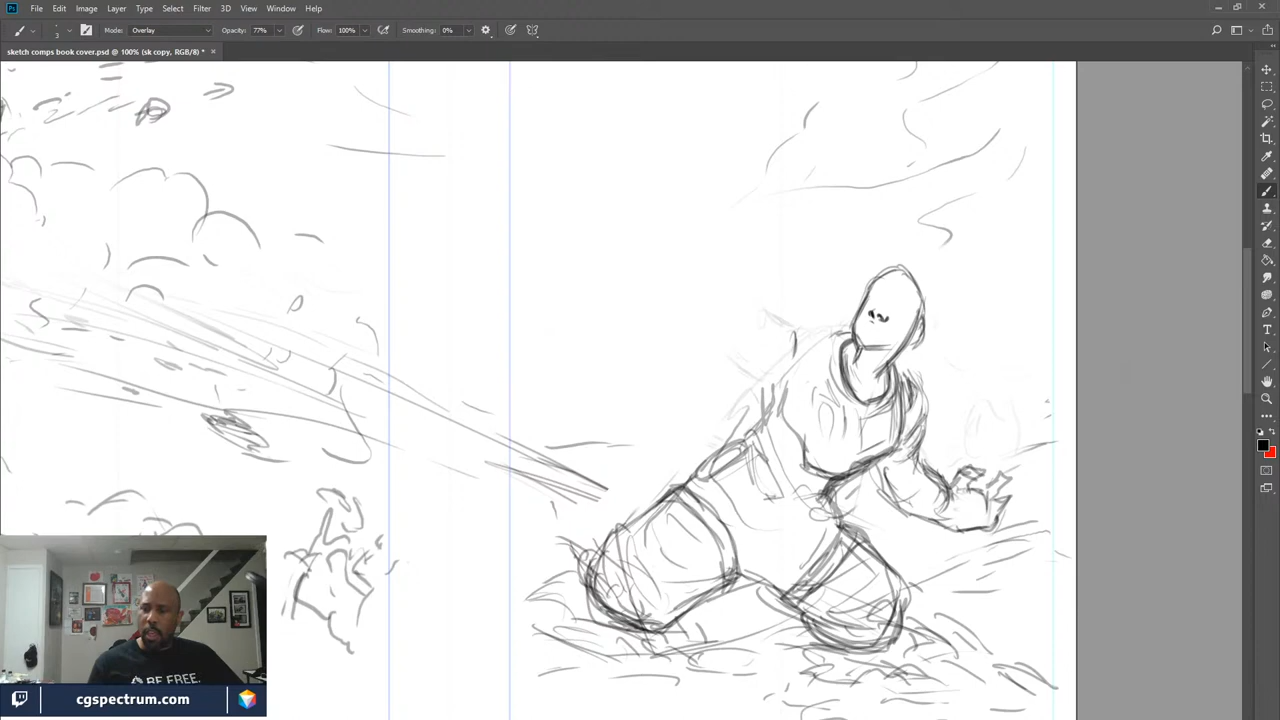 File Edit Image Layer Type Select Filter 3D View Window Help
Mode: Overlay Opacity: 77% Flow: 100% Smoothing: 0%
sketch comps book cover.psd @ 100% (sk copy, RGB/8) *
3
BE FREE.
cgspectrum.com